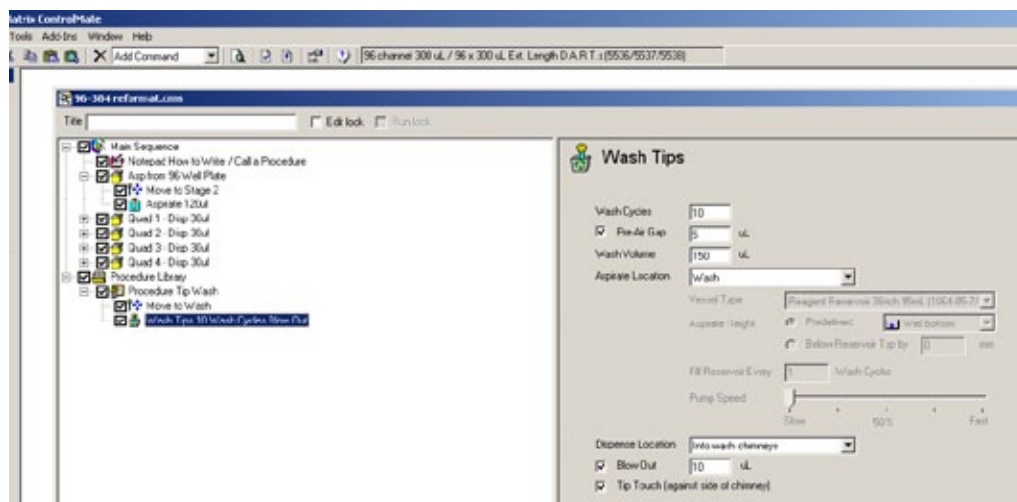 Matrix ControlMate
Tools Add-Ins Window Help
Add Command 96 channel 300 uL / 96 x 300 uL Ext. Length D.A.R.T.s (5536/5537/5538)
96-384 reformat.cms
Title Edit lock Run lock
Main Sequence
Notepad How to Write / Call a Procedure
Asp from 96 Well Plate
Move to Stage 2
Aspirate 120ul
Quad 1 - Disp 30ul
Quad 2 - Disp 30ul
Quad 3 - Disp 30ul
Quad 4 - Disp 30ul
Procedure Library
Procedure Tip Wash
Move to Wash
Wash Tips 10 Wash Cycles Blow Out
Wash Tips
Wash Cycles 10
Pre-Air Gap 5 uL
Wash Volume 150 uL
Aspirate Location Wash
Vessel Type Reagent Reservoir
Aspirate Height Predefined Well bottom
Below Reservoir Top by 0 mm
Fill Reservoir Every 1 Wash Cycles
Pump Speed
Slow 50% Fast
Dispense Location Into wash chimneys
Blow Out 10 uL
Tip Touch (against side of chimney)